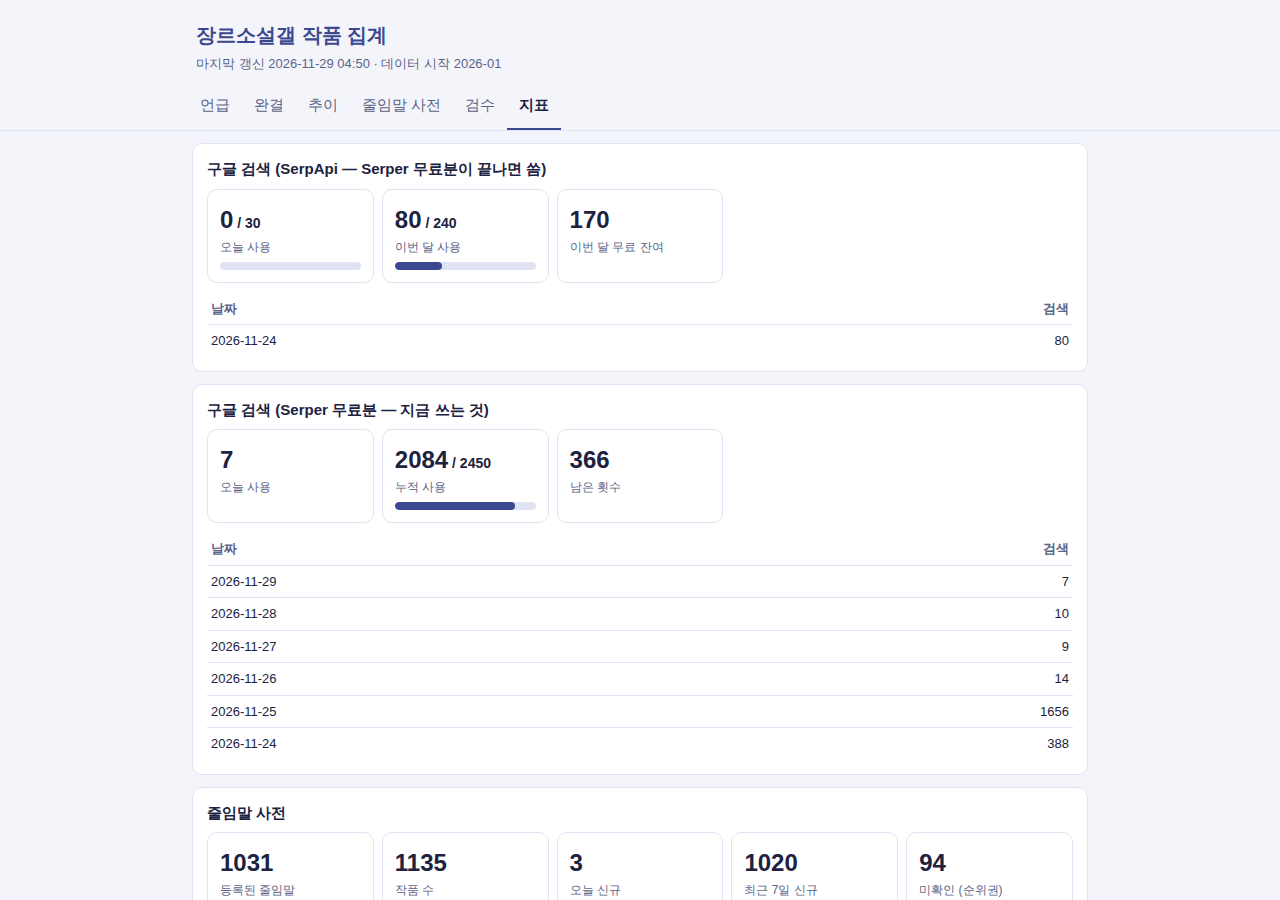 장르소설갤 작품 집계
마지막 갱신 2026-11-29 04:50 · 데이터 시작 2026-01
언급 완결 추이 줄임말 사전 검수 지표
구글 검색 (SerpApi — Serper 무료분이 끝나면 씀)
0 / 30 80 / 240 170
오늘 사용 이번 달 사용 이번 달 무료 잔여
날짜 검색
2026-11-24 80
구글 검색 (Serper 무료분 — 지금 쓰는 것)
7 2084 / 2450 366
오늘 사용 누적 사용 남은 횟수
날짜 검색
2026-11-29 7
2026-11-28 10
2026-11-27 9
2026-11-26 14
2026-11-25 1656
2026-11-24 388
줄임말 사전
1031 1135 3 1020 94
등록된 줄임말 작품 수 오늘 신규 최근 7일 신규 미확인 (순위권)